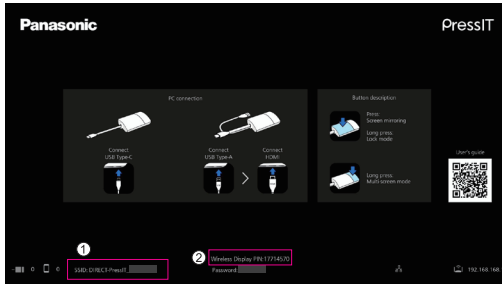 Panasonic
PressIT
PC connection
Button description
Press:
Screen mirroring
Long press:
Lock mode
Connect
USB Type-C
Connect
USB Type-A
Connect
HDMI
Long press:
Multi-screen mode
User's guide
1
2
Wireless Display PIN:17714570
0
0
SSID: DIRECT-PressIT_
Password:
192.168.168.